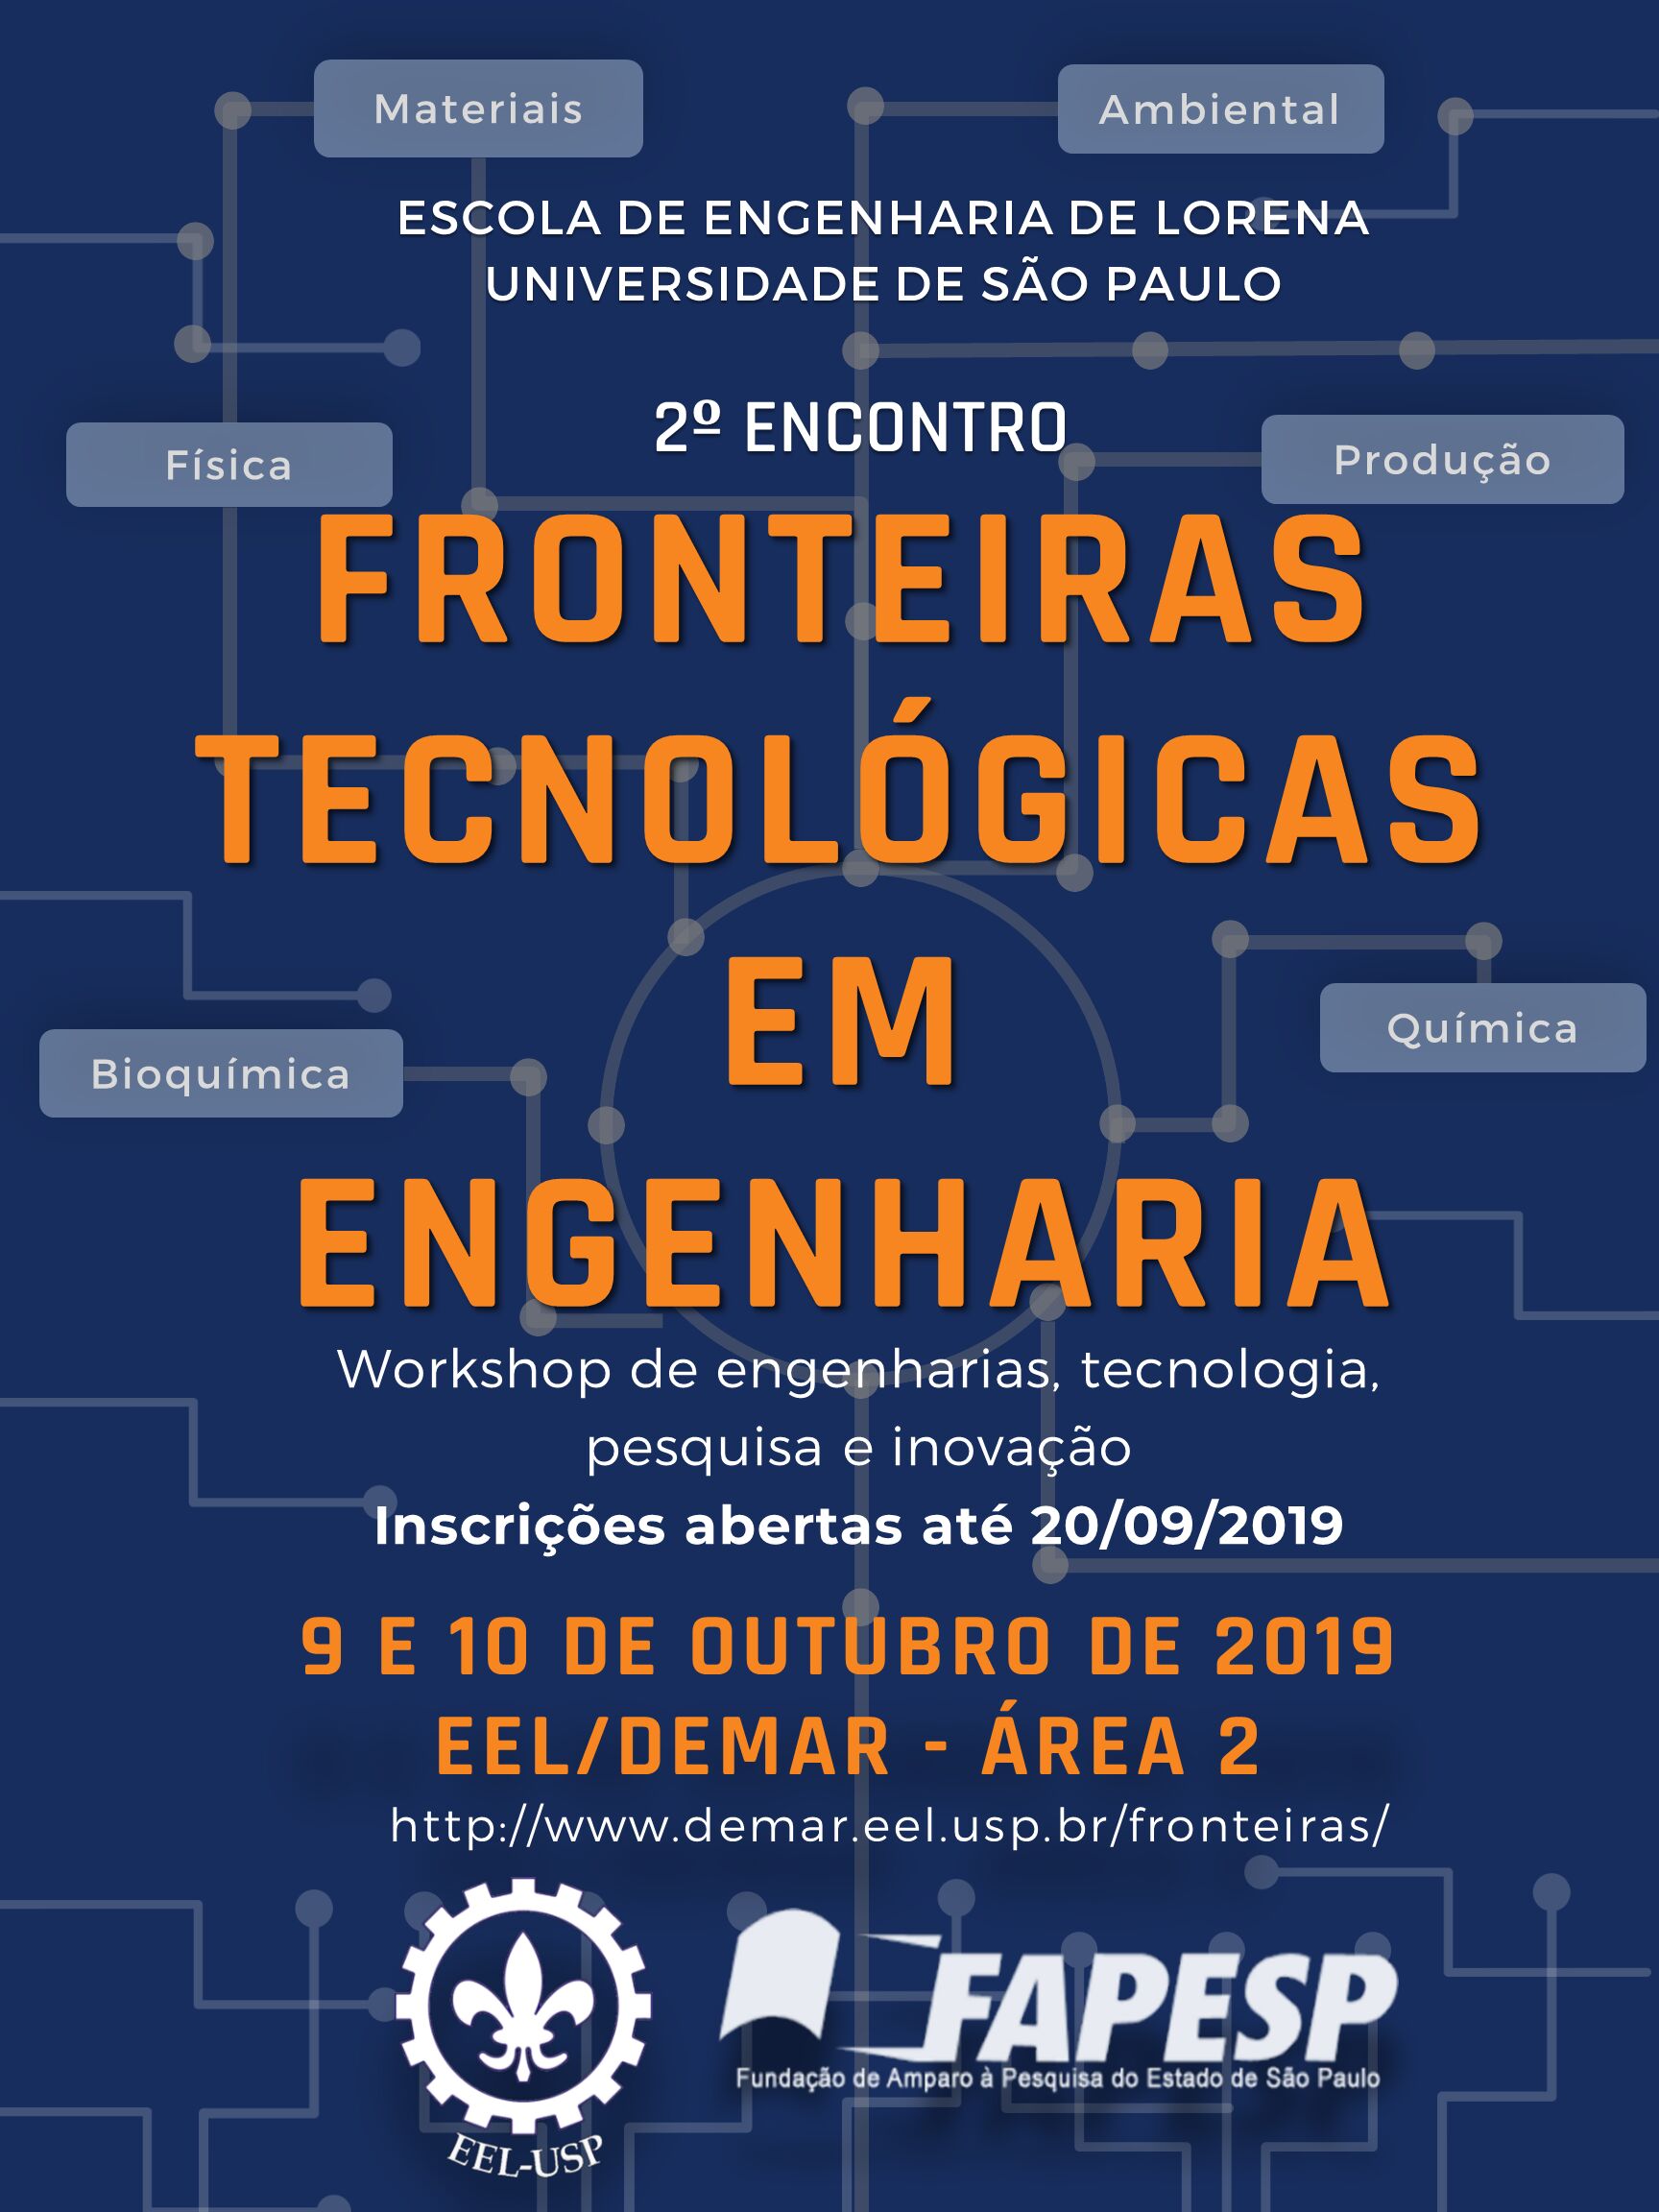 Materiais
Ambiental
ESCOLA DE ENGENHARIA DE LORENA
UNIVERSIDADE DE SÃO PAULO
2º ENCONTRO
Física
Produção
FRONTEIRAS
TECNOLÓGICAS
EM
Química
Bioquímica
ENGENHARIA
Workshop de engenharias, tecnologia,
pesquisa e inovação
Inscrições abertas até 20/09/2019
9 E 10 DE OUTUBRO DE 2019
EEL/DEMAR - ÁREA 2
http://www.demar.eel.usp.br/fronteiras/
FAPESP
Fundação de Amparo à Pesquisa do Estado de São Paulo
EEL-USP